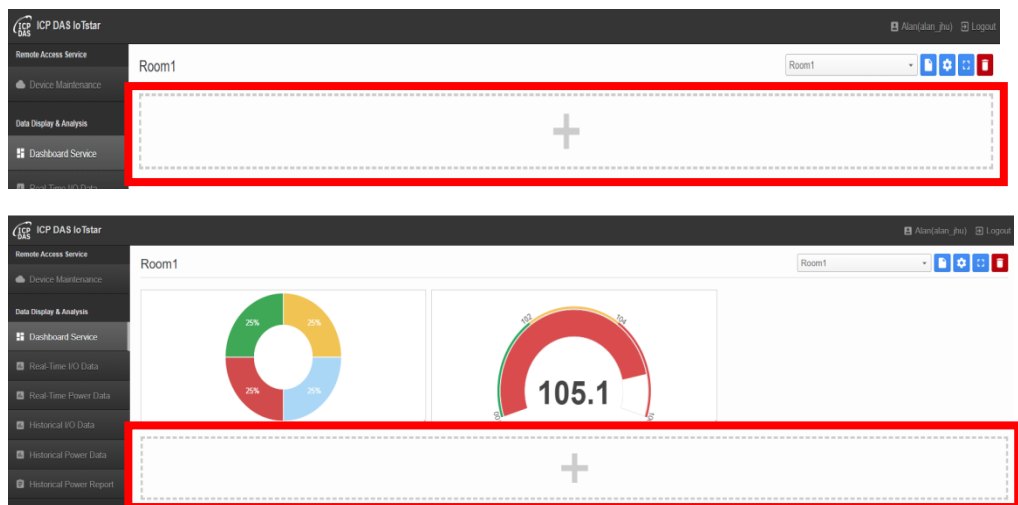 ICP DAS ICP DAS IoTstar
Alan(alan_jhu) Logout
Remote Access Service
Room1
Room1
Device Maintenance
Data Display & Analysis
Dashboard Service
Real-Time I/O Data
ICP DAS ICP DAS IoTstar
Alan(alan_jhu) Logout
Remote Access Service
Room1
Room1
Device Maintenance
Data Display & Analysis
Dashboard Service
Real-Time I/O Data
Real-Time Power Data
Historical I/O Data
Historical Power Data
Historical Power Report
25%
25%
25%
25%
102
104
105.1